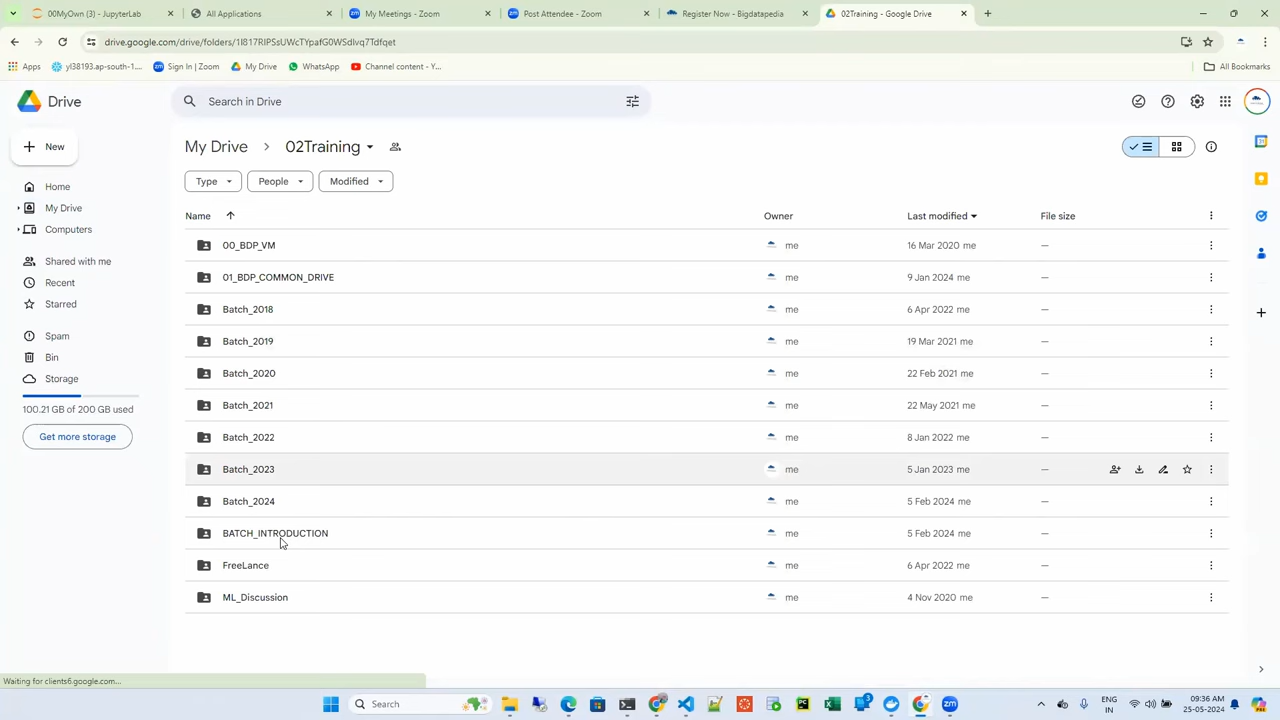 00MyOwn (3) - JupyterLab
All Applications
My Meetings - Zoom
Post Attendee - Zoom
Register Now - Bigdatapedia
02Training - Google Drive
drive.google.com/drive/folders/1I817RIPSsUWcTYpafG0WSdlvq7Tdfqet
Apps
yl38193.ap-south-1....
Sign In | Zoom
My Drive
WhatsApp
Channel content - Y...
All Bookmarks
Drive
Search in Drive
New
My Drive
02Training
Type
People
Modified
Home
My Drive
Computers
Shared with me
Recent
Starred
Spam
Bin
Storage
100.21 GB of 200 GB used
Get more storage
Name Owner Last modified File size
00_BDP_VM me 16 Mar 2020 me —
01_BDP_COMMON_DRIVE me 9 Jan 2024 me —
Batch_2018 me 6 Apr 2022 me —
Batch_2019 me 19 Mar 2021 me —
Batch_2020 me 22 Feb 2021 me —
Batch_2021 me 22 May 2021 me —
Batch_2022 me 8 Jan 2022 me —
Batch_2023 me 5 Jan 2023 me —
Batch_2024 me 5 Feb 2024 me —
BATCH_INTRODUCTION me 5 Feb 2024 me —
FreeLance me 6 Apr 2022 me —
ML_Discussion me 4 Nov 2020 me —
Waiting for clients6.google.com...
Search
ENG
IN
09:36 AM
25-05-2024